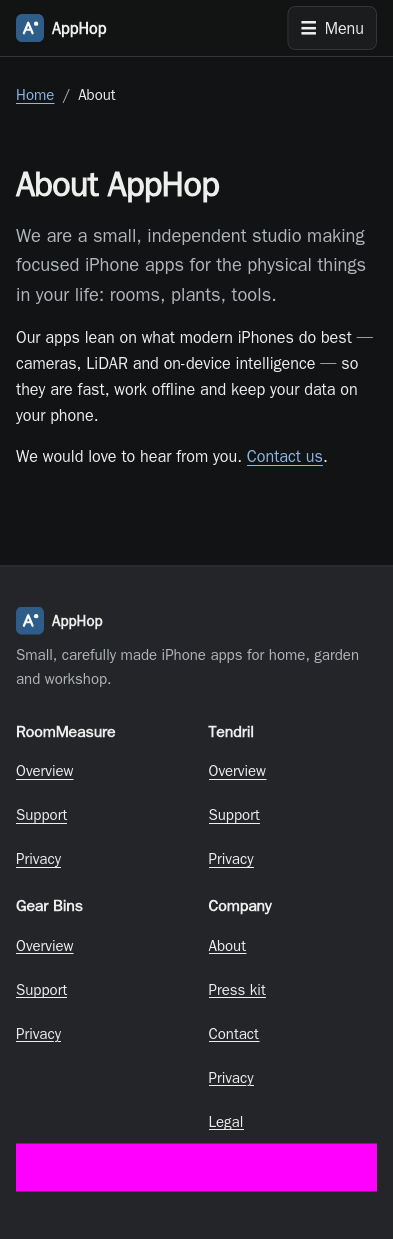 AppHop
☰ Menu
Home / About
About AppHop
We are a small, independent studio making
focused iPhone apps for the physical things
in your life: rooms, plants, tools.
Our apps lean on what modern iPhones do best —
cameras, LiDAR and on-device intelligence — so
they are fast, work offline and keep your data on
your phone.
We would love to hear from you. Contact us.
AppHop
Small, carefully made iPhone apps for home, garden
and workshop.
RoomMeasure
Overview
Support
Privacy
Tendril
Overview
Support
Privacy
Gear Bins
Overview
Support
Privacy
Company
About
Press kit
Contact
Privacy
Legal